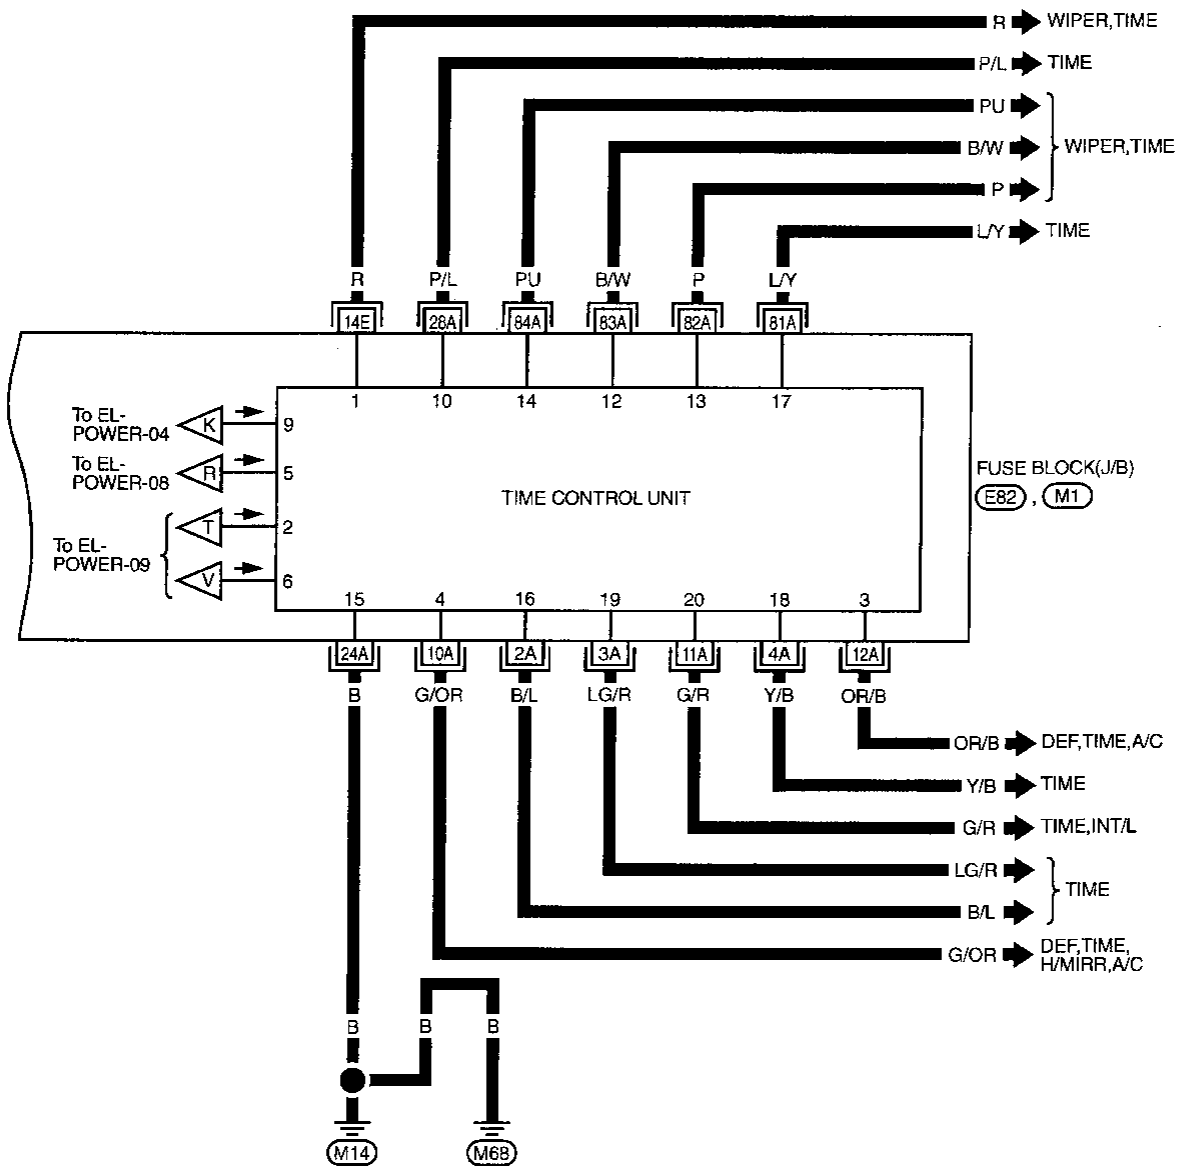 R WIPER,TIME
P/L TIME
PU
B/W WIPER,TIME
P
L/Y TIME
R P/L PU B/W P L/Y
14E 28A 84A 83A 82A 81A
1 10 14 12 13 17
To EL-
POWER-04 K 9
To EL-
POWER-08 R 5
T 2
To EL-
POWER-09
V 6
TIME CONTROL UNIT
FUSE BLOCK(J/B)
E82 , M1
15 4 16 19 20 18 3
24A 10A 2A 3A 11A 4A 12A
B G/OR B/L LG/R G/R Y/B OR/B
OR/B DEF,TIME,A/C
Y/B TIME
G/R TIME,INT/L
LG/R
TIME
B/L
G/OR DEF,TIME,
H/MIRR,A/C
B B B
M14 M68